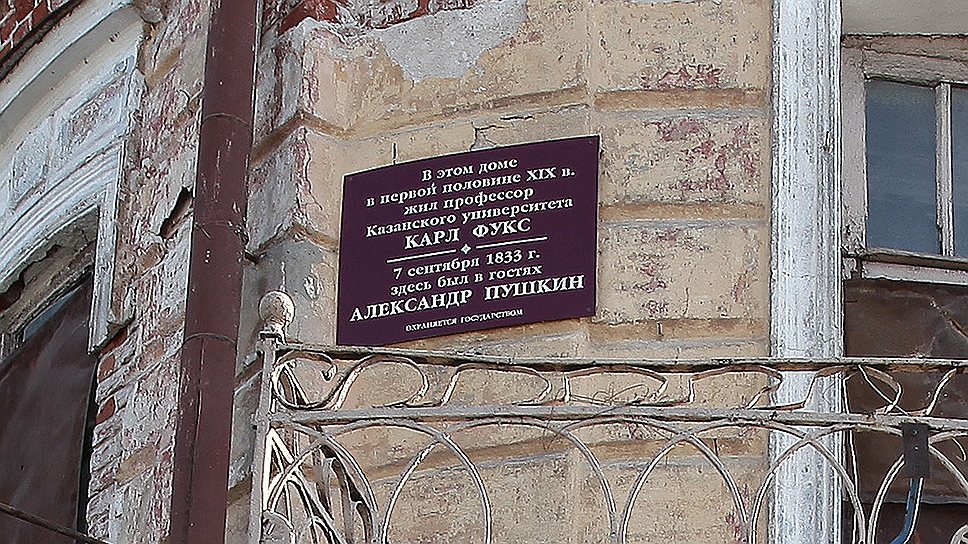 В этом доме
в первой половине XIX в.
жил профессор
Казанского университета
КАРЛ ФУКС
7 сентября 1833 г.
здесь был в гостях
АЛЕКСАНДР ПУШКИН
ОХРАНЯЕТСЯ ГОСУДАРСТВОМ